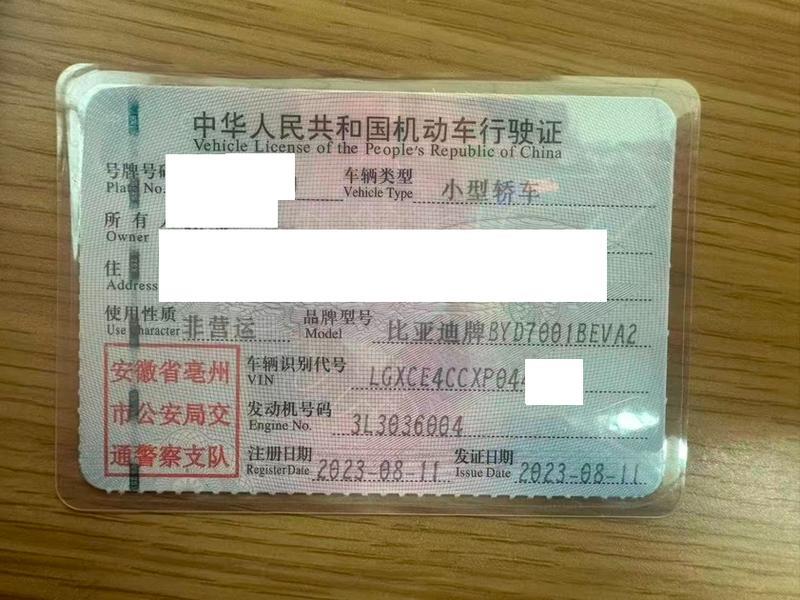 中华人民共和国机动车行驶证
Vehicle License of the People's Republic of China
号牌号码
Plate No.
车辆类型
Vehicle Type
小型轿车
所有
Owner
住
Address
使用性质
Use Character
非营运
品牌型号
Model
比亚迪牌BYD7001BEVA2
安徽省亳州
市公安局交
通警察支队
车辆识别代号
VIN
LGXCE4CCXP044
发动机号码
Engine No.
3L3036004
注册日期
Register Date
2023-08-11
发证日期
Issue Date
2023-08-11